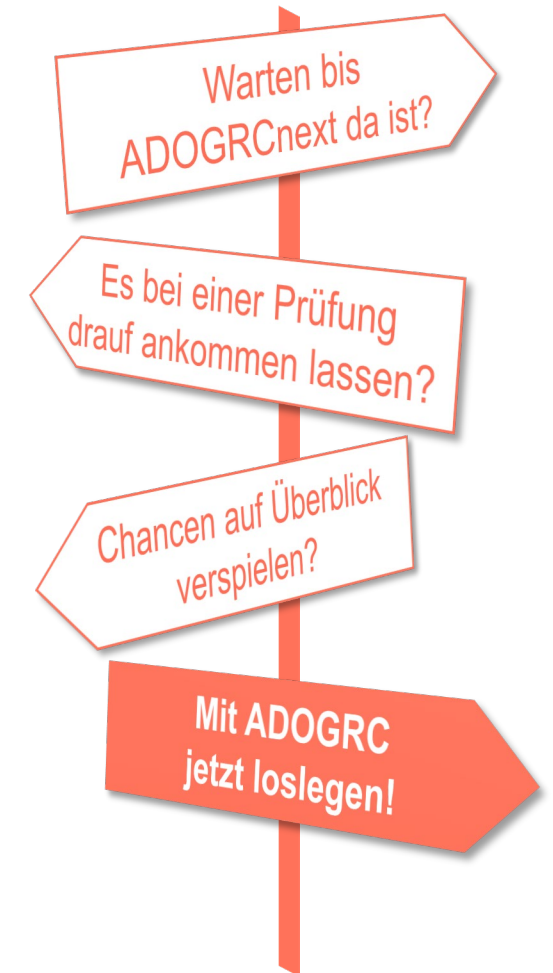 Warten bis
ADOGRCnext da ist?
Es bei einer Prüfung
drauf ankommen lassen?
Chancen auf Überblick
verspielen?
Mit ADOGRC
jetzt loslegen!